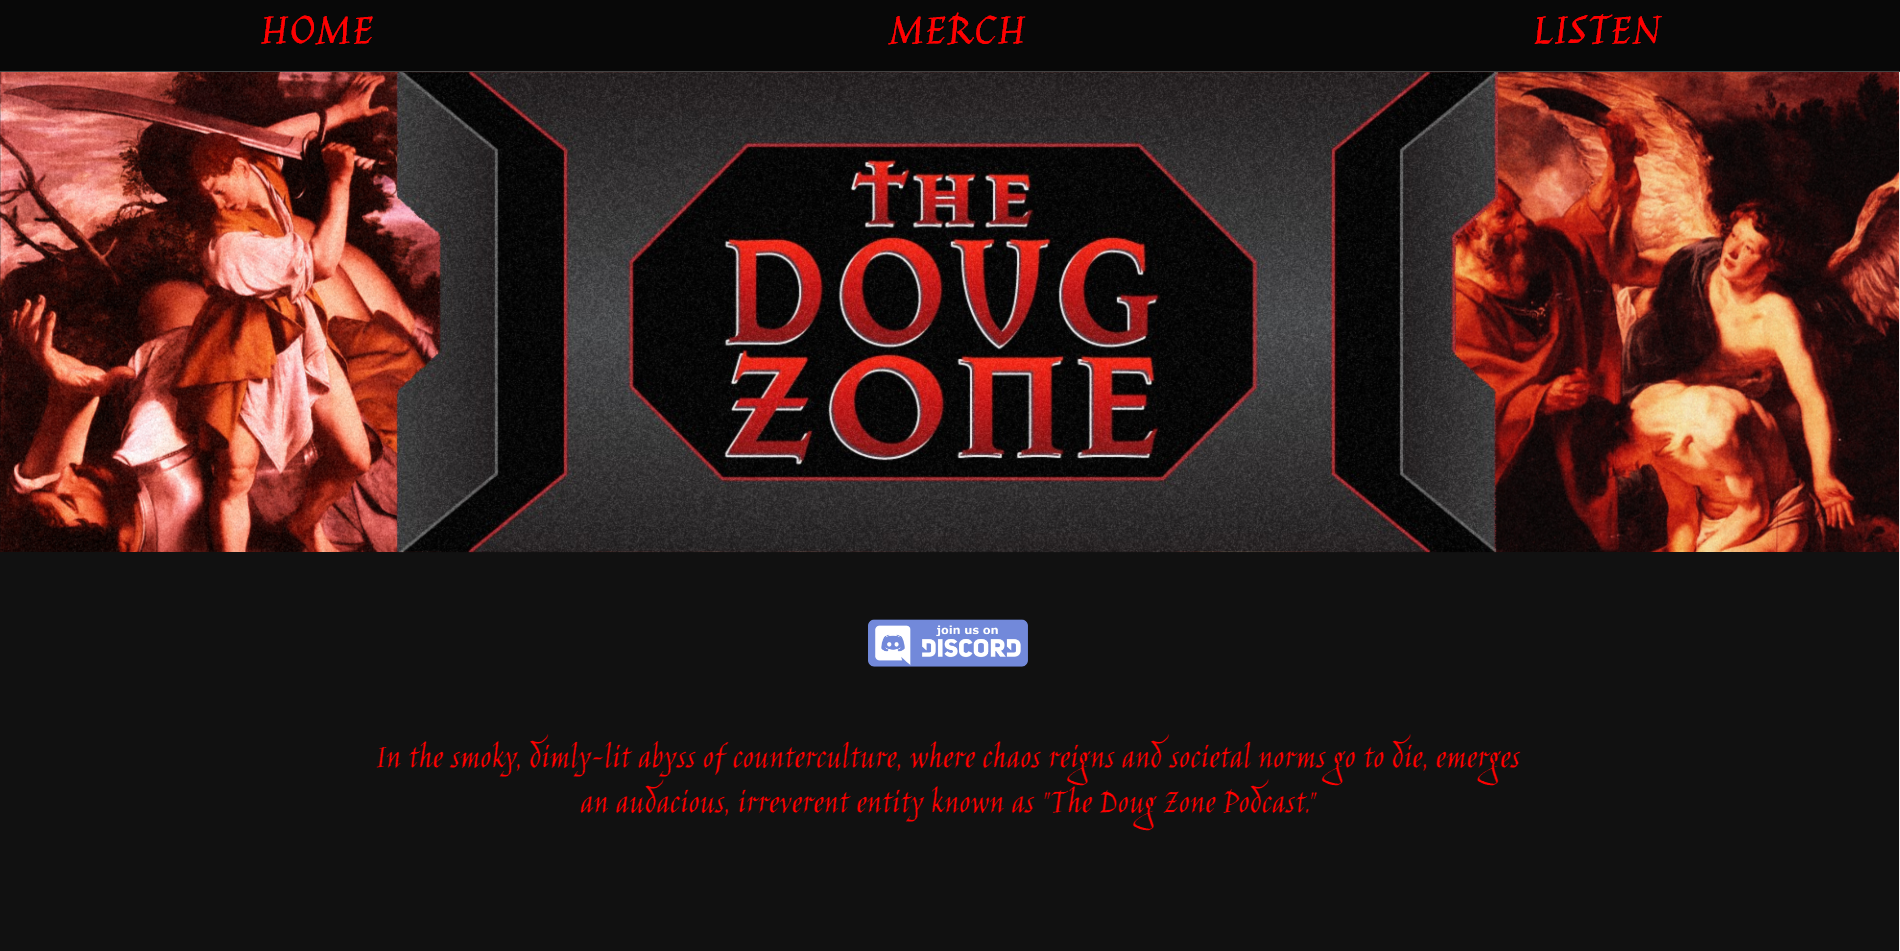 HOME MERCH LISTEN
THE
DOUG
ZONE
join us on
DISCORD
In the smoky, dimly-lit abyss of counterculture, where chaos reigns and societal norms go to die, emerges
an audacious, irreverent entity known as "The Doug Zone Podcast."